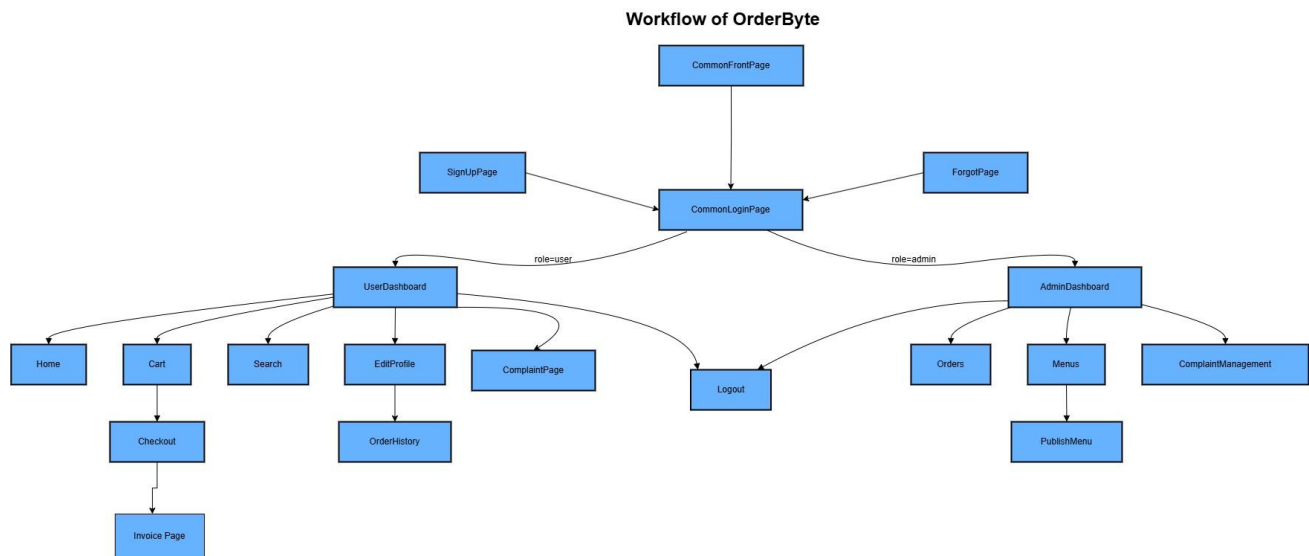 Workflow of OrderByte
CommonFrontPage
SignUpPage
ForgotPage
CommonLoginPage
role=user
role=admin
UserDashboard
AdminDashboard
Home
Cart
Search
EditProfile
ComplaintPage
Logout
Orders
Menus
ComplaintManagement
Checkout
OrderHistory
PublishMenu
Invoice Page